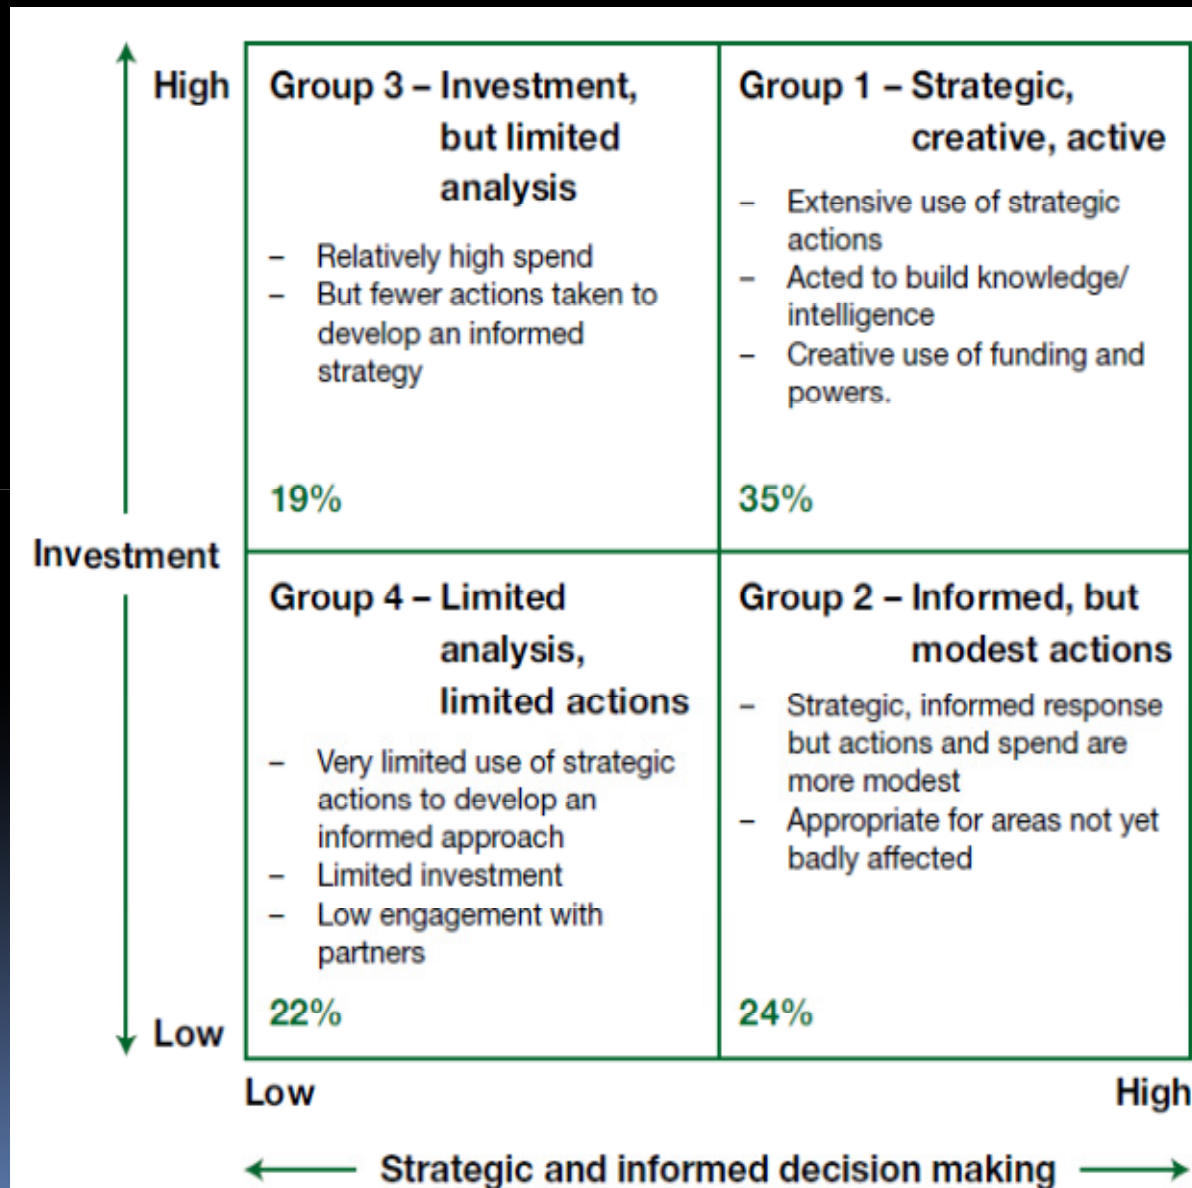 High
Group 3 – Investment,
but limited
analysis
– Relatively high spend
– But fewer actions taken to
develop an informed
strategy
19%
Group 1 – Strategic,
creative, active
– Extensive use of strategic
actions
– Acted to build knowledge/
intelligence
– Creative use of funding and
powers.
35%
Investment
Group 4 – Limited
analysis,
limited actions
– Very limited use of strategic
actions to develop an
informed approach
– Limited investment
– Low engagement with
partners
22%
Group 2 – Informed, but
modest actions
– Strategic, informed response
but actions and spend are
more modest
– Appropriate for areas not yet
badly affected
24%
Low
Low
High
Strategic and informed decision making